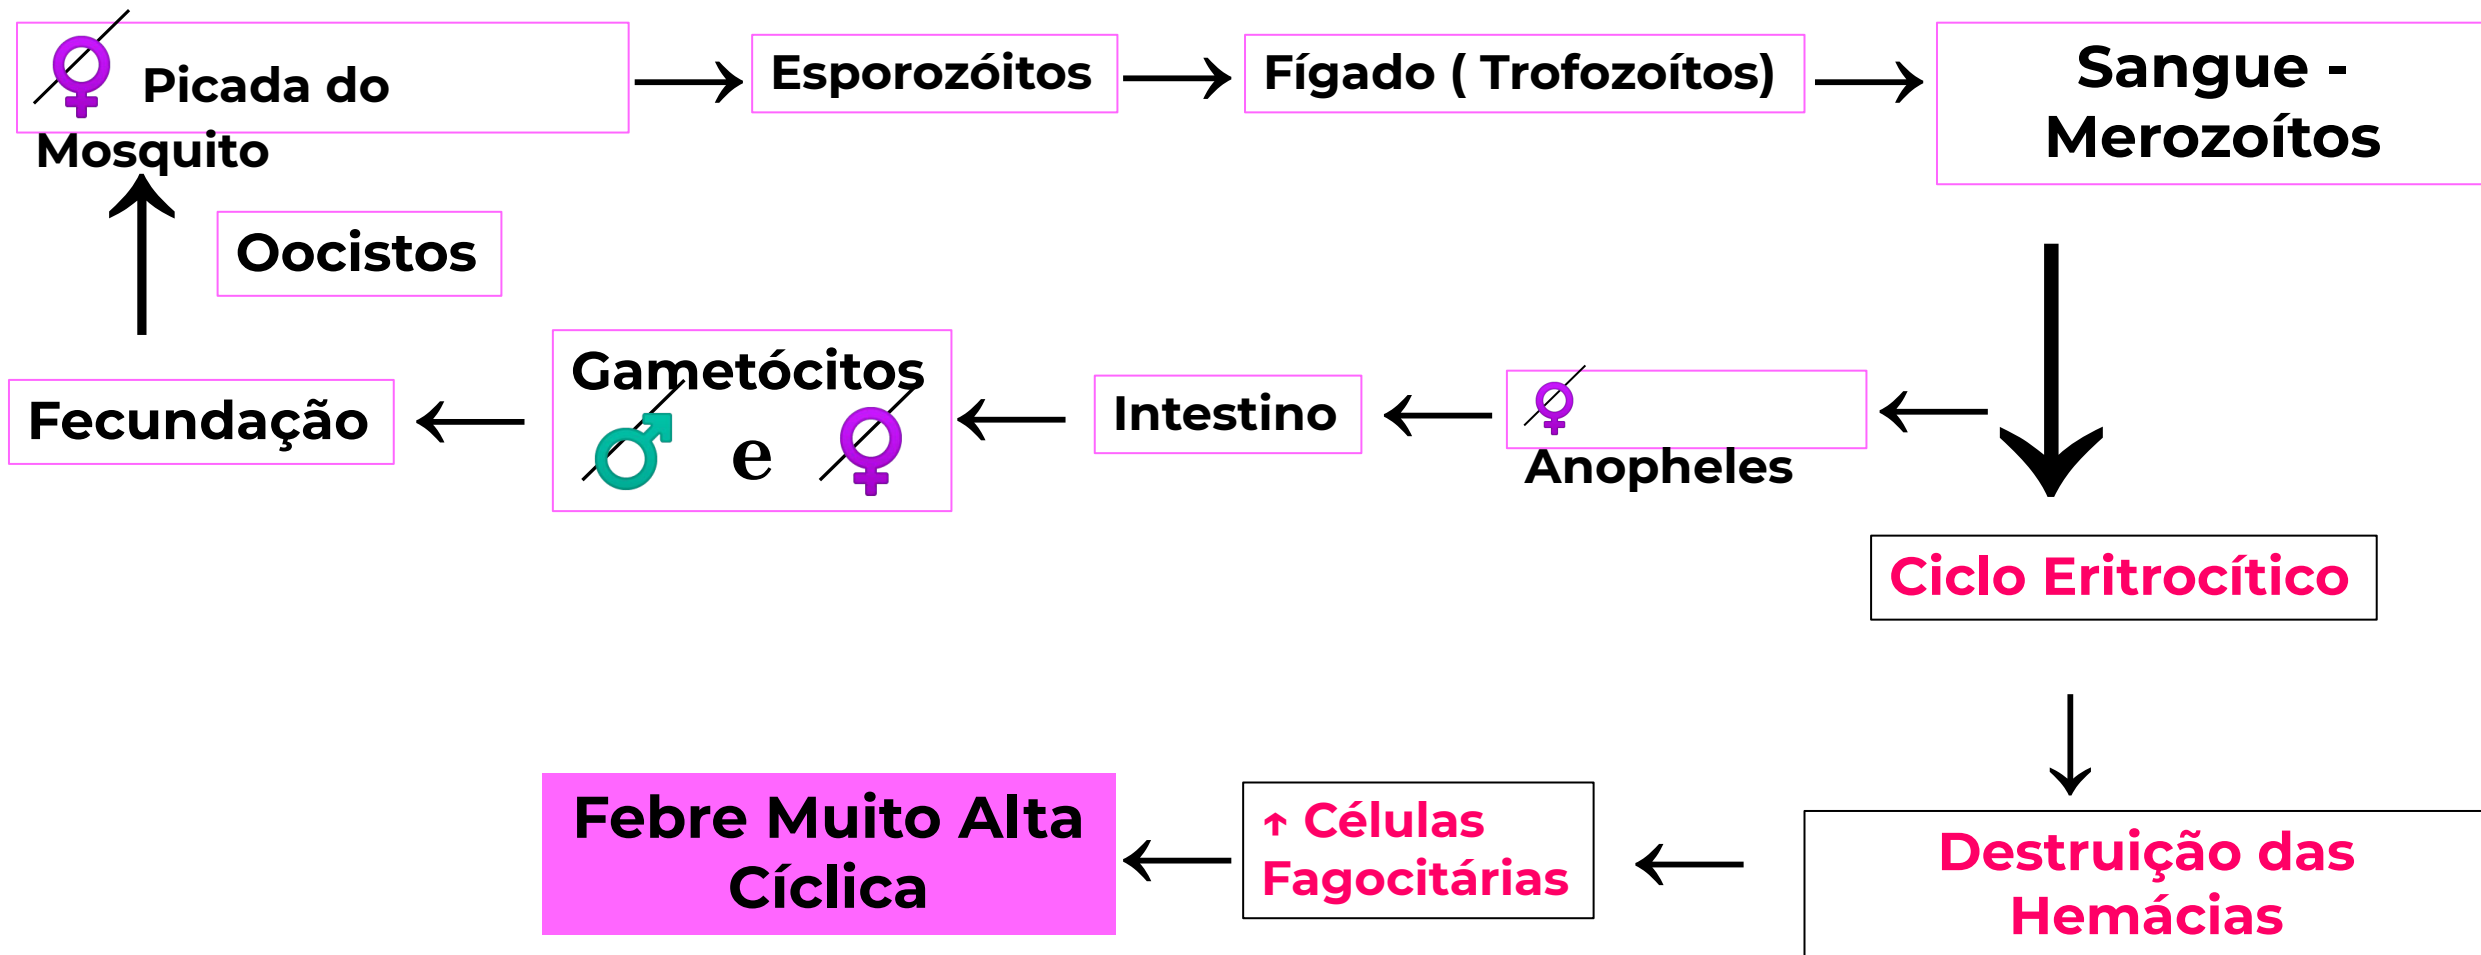 ♀ Picada do
Mosquito
Esporozóitos
Fígado ( Trofozoítos)
Sangue -
Merozoítos
Oocistos
Fecundação
Gametócitos
♂ e ♀
Intestino
♀
Anopheles
Ciclo Eritrocítico
Febre Muito Alta
Cíclica
↑ Células
Fagocitárias
Destruição das
Hemácias